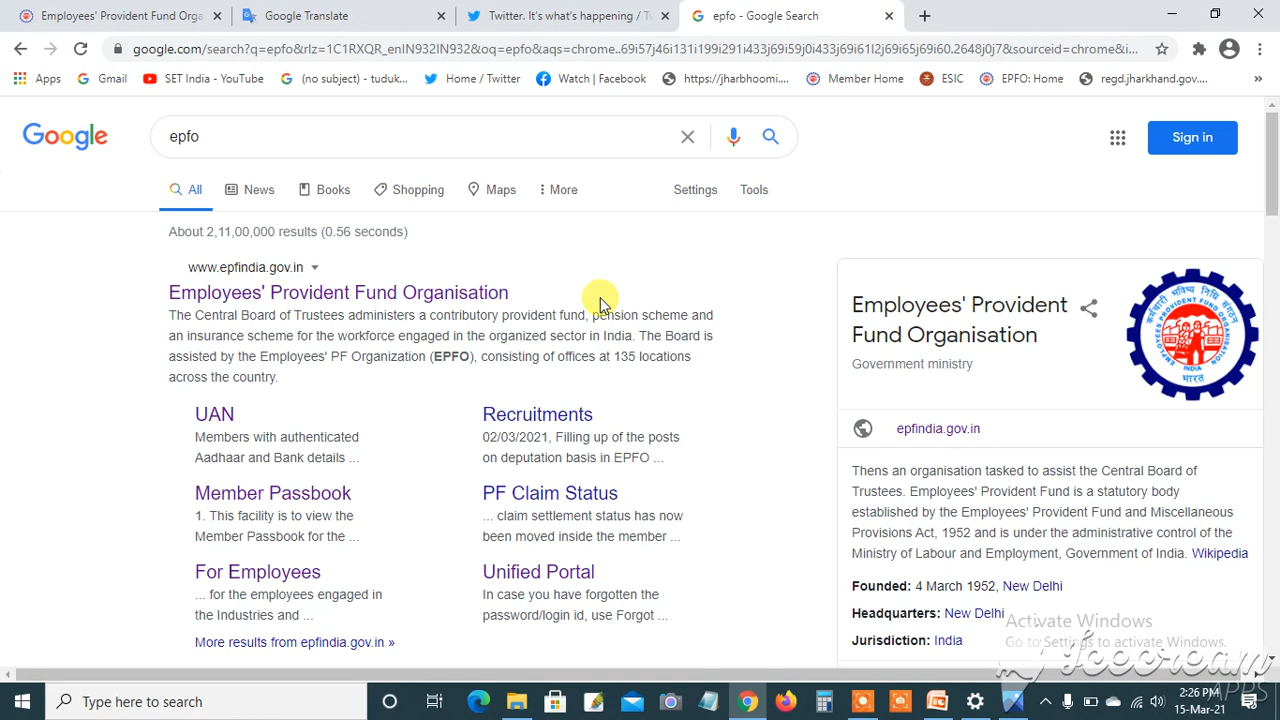 Employees' Provident Fund Orga
Google Translate
Twitter. It's what's happening / Tw
epfo - Google Search
google.com/search?q=epfo&rlz=1C1RXQR_enIN932IN932&oq=epfo&aqs=chrome..69i57j46i131i199i291i433j69i59j0i433j69i61l2j69i65j69i60.2648j0j7&sourceid=chrome&i...
Apps
Gmail
SET India - YouTube
(no subject) - tuduk...
Home / Twitter
Watch | Facebook
https://jharbhoomi...
Member Home
ESIC
EPFO: Home
regd.jharkhand.gov....
»
Google
epfo
Sign in
All
News
Books
Shopping
Maps
More
Settings
Tools
About 2,11,00,000 results (0.56 seconds)
www.epfindia.gov.in
Employees' Provident Fund Organisation
The Central Board of Trustees administers a contributory provident fund, pension scheme and
an insurance scheme for the workforce engaged in the organized sector in India. The Board is
assisted by the Employees' PF Organization (EPFO), consisting of offices at 135 locations
across the country.
UAN
Members with authenticated
Aadhaar and Bank details ...
Recruitments
02/03/2021, Filling up of the posts
on deputation basis in EPFO ...
Member Passbook
1. This facility is to view the
Member Passbook for the ...
PF Claim Status
... claim settlement status has now
been moved inside the member ...
For Employees
... for the employees engaged in
the Industries and ...
Unified Portal
In case you have forgotten the
password/login id, use Forgot ...
More results from epfindia.gov.in »
Employees' Provident
Fund Organisation
Government ministry
कर्मचारी भविष्य निधि संगठन
EMPLOYEES' PROVIDENT FUND ORGANISATION
INDIA
भारत
epfindia.gov.in
Thens an organisation tasked to assist the Central Board of
Trustees. Employees' Provident Fund is a statutory body
established by the Employees' Provident Fund and Miscellaneous
Provisions Act, 1952 and is under the administrative control of the
Ministry of Labour and Employment, Government of India. Wikipedia
Founded: 4 March 1952, New Delhi
Headquarters: New Delhi
Jurisdiction: India
Activate Windows
Go to Settings to activate Windows.
Icecream
APPS
Type here to search
2:26 PM
15-Mar-21